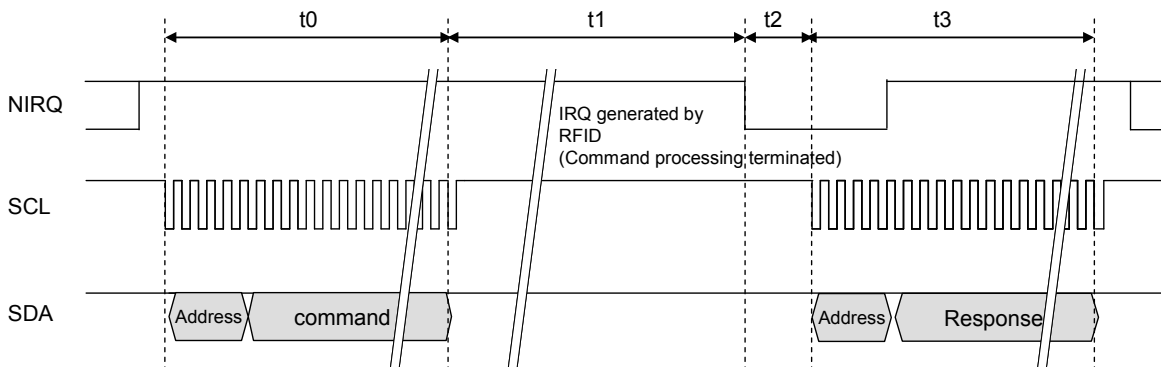 t0 t1 t2 t3
NIRQ
IRQ generated by
RFID
(Command processing terminated)
SCL
SDA
Address command Address Response